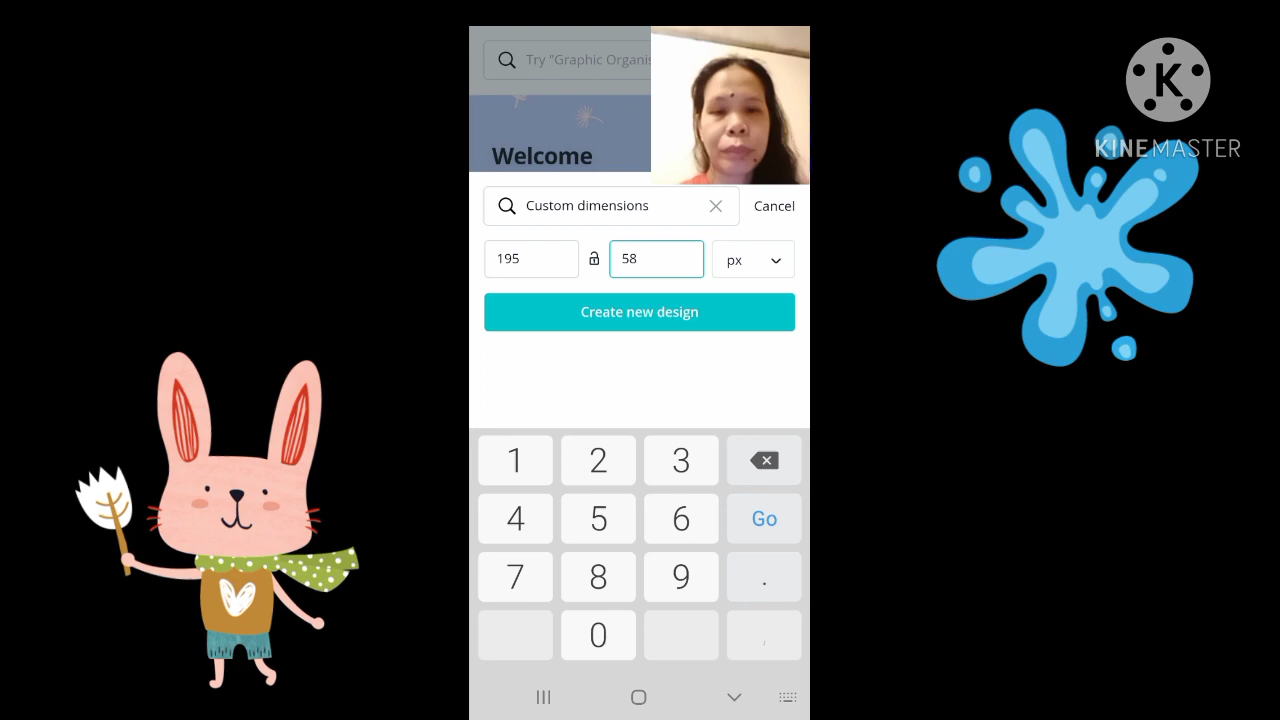 Try "Graphic Organis
Welcome
Custom dimensions
Cancel
195
58
px
Create new design
1 2 3
4 5 6 Go
7 8 9 .
0 ,
K
KINEMASTER